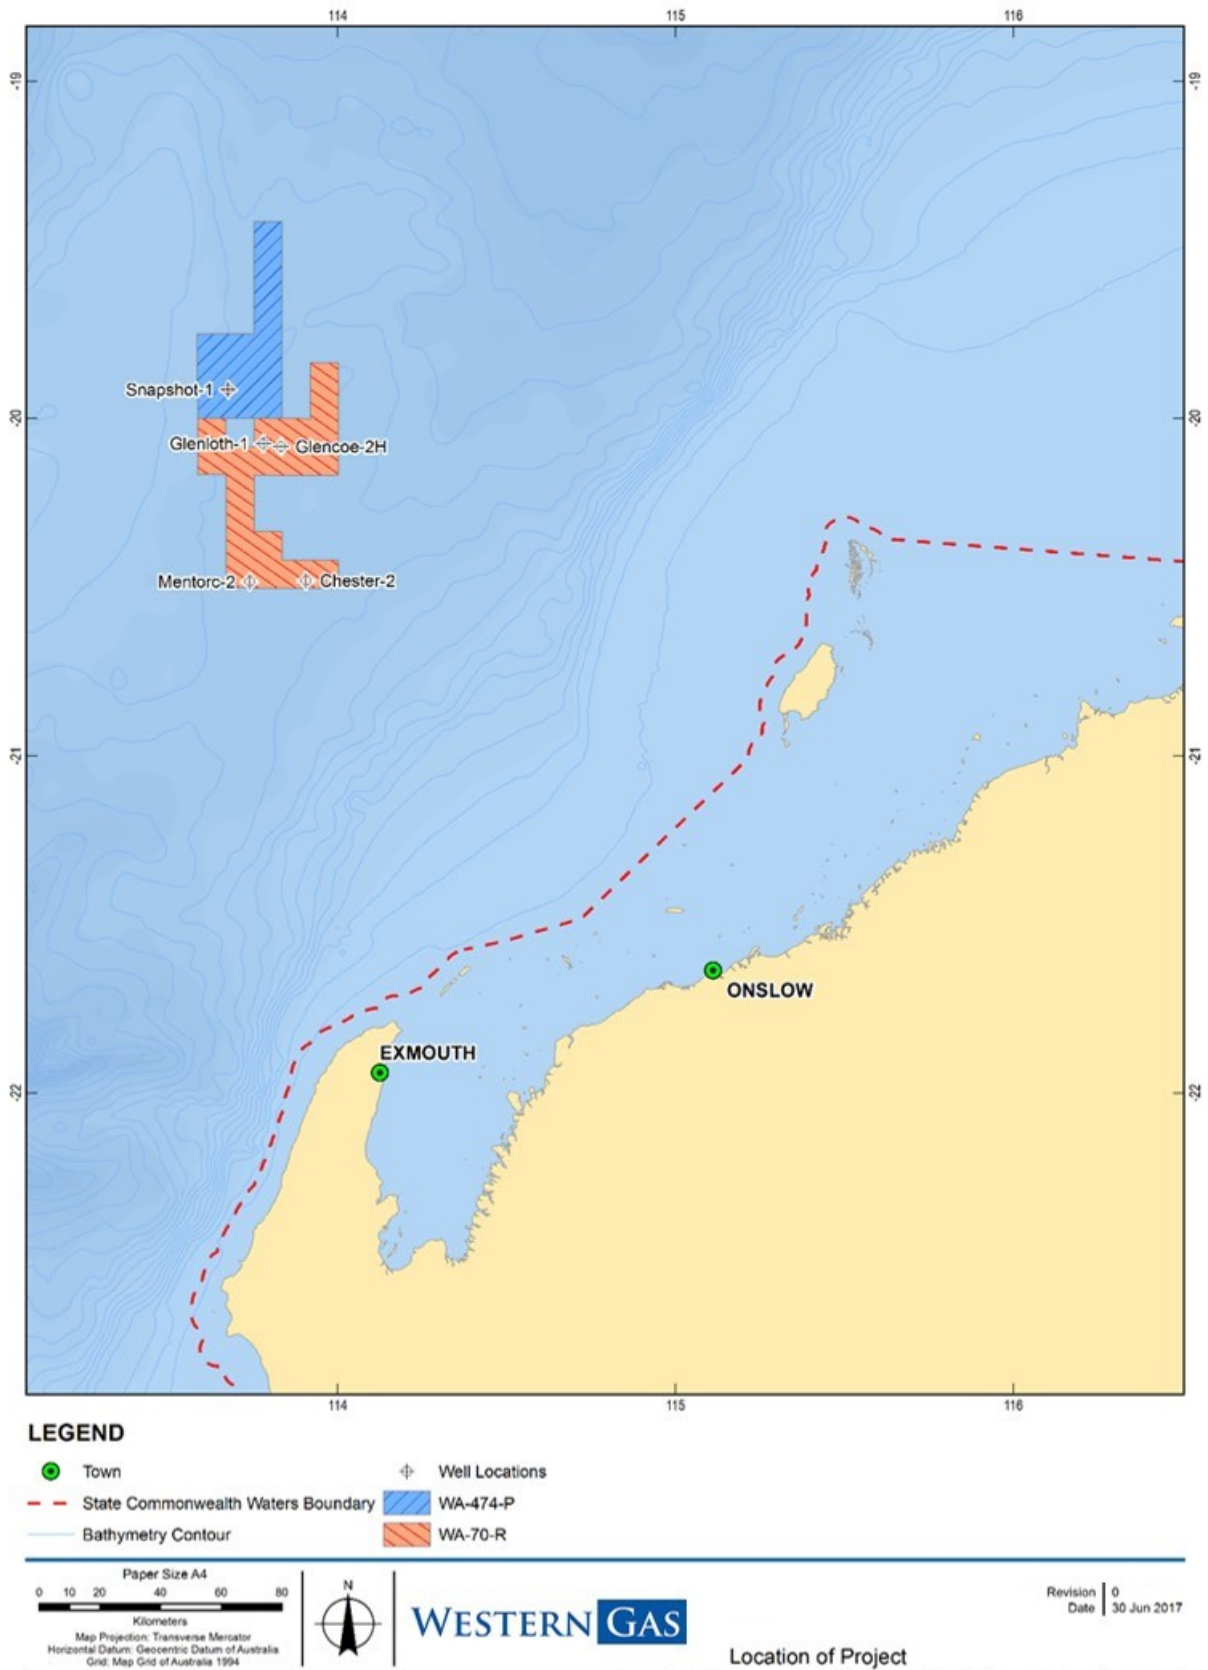 114 115 116
-19 -19
Snapshot-1
-20 -20
Glenloth-1 Glencoe-2H
Mentorc-2 Chester-2
-21 -21
ONSLOW
EXMOUTH
-22 -22
114 115 116
LEGEND
Town Well Locations
State Commonwealth Waters Boundary WA-474-P
Bathymetry Contour WA-70-R
Paper Size A4
0 10 20 40 60 80
Kilometers
Map Projection: Transverse Mercator
Horizontal Datum: Geocentric Datum of Australia
Grid: Map Grid of Australia 1994
N
WESTERN GAS
Revision 0
Date 30 Jun 2017
Location of Project